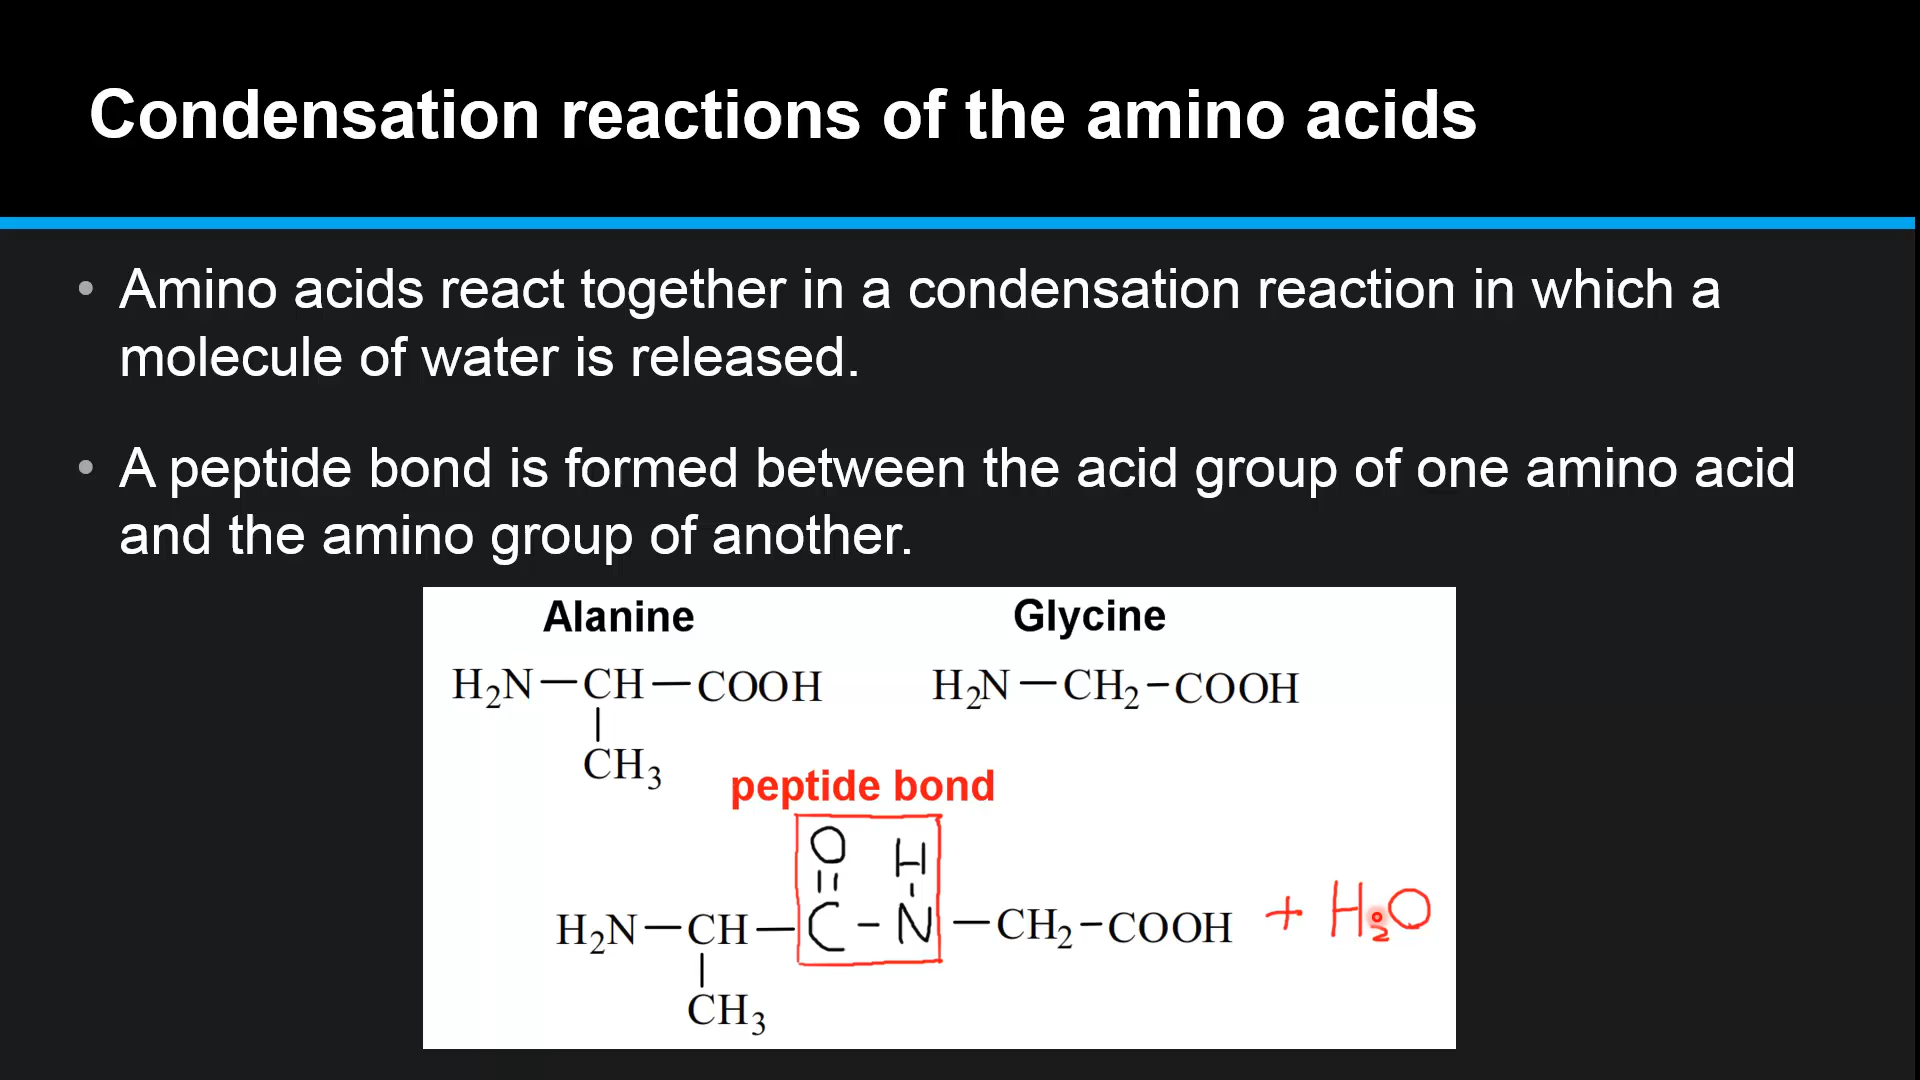 Condensation reactions of the amino acids
• Amino acids react together in a condensation reaction in which a
molecule of water is released.
• A peptide bond is formed between the acid group of one amino acid
and the amino group of another.
Alanine Glycine
H₂N—CH—COOH H₂N—CH₂–COOH
|
CH₃
peptide bond
O H
H₂N—CH—C–N—CH₂–COOH + H₂O
|
CH₃